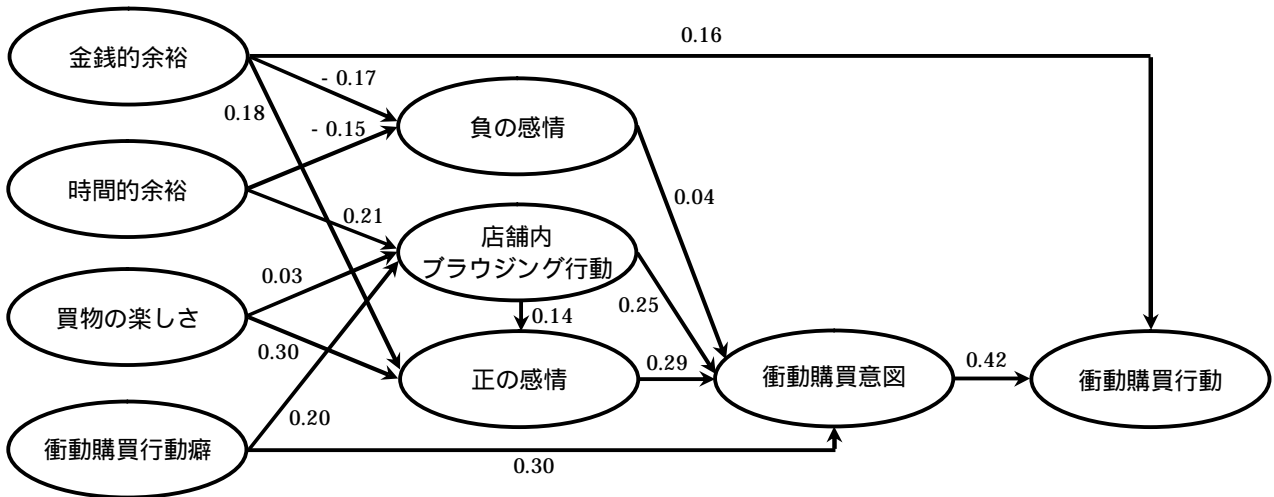 0.16
金銭的余裕
- 0.17
0.18
負の感情
- 0.15
時間的余裕
0.04
0.21
店舗内
ブラウジング行動
0.03
買物の楽しさ
0.25
0.14
0.30
正の感情
0.29
衝動購買意図
0.42
衝動購買行動
0.20
衝動購買行動癖
0.30